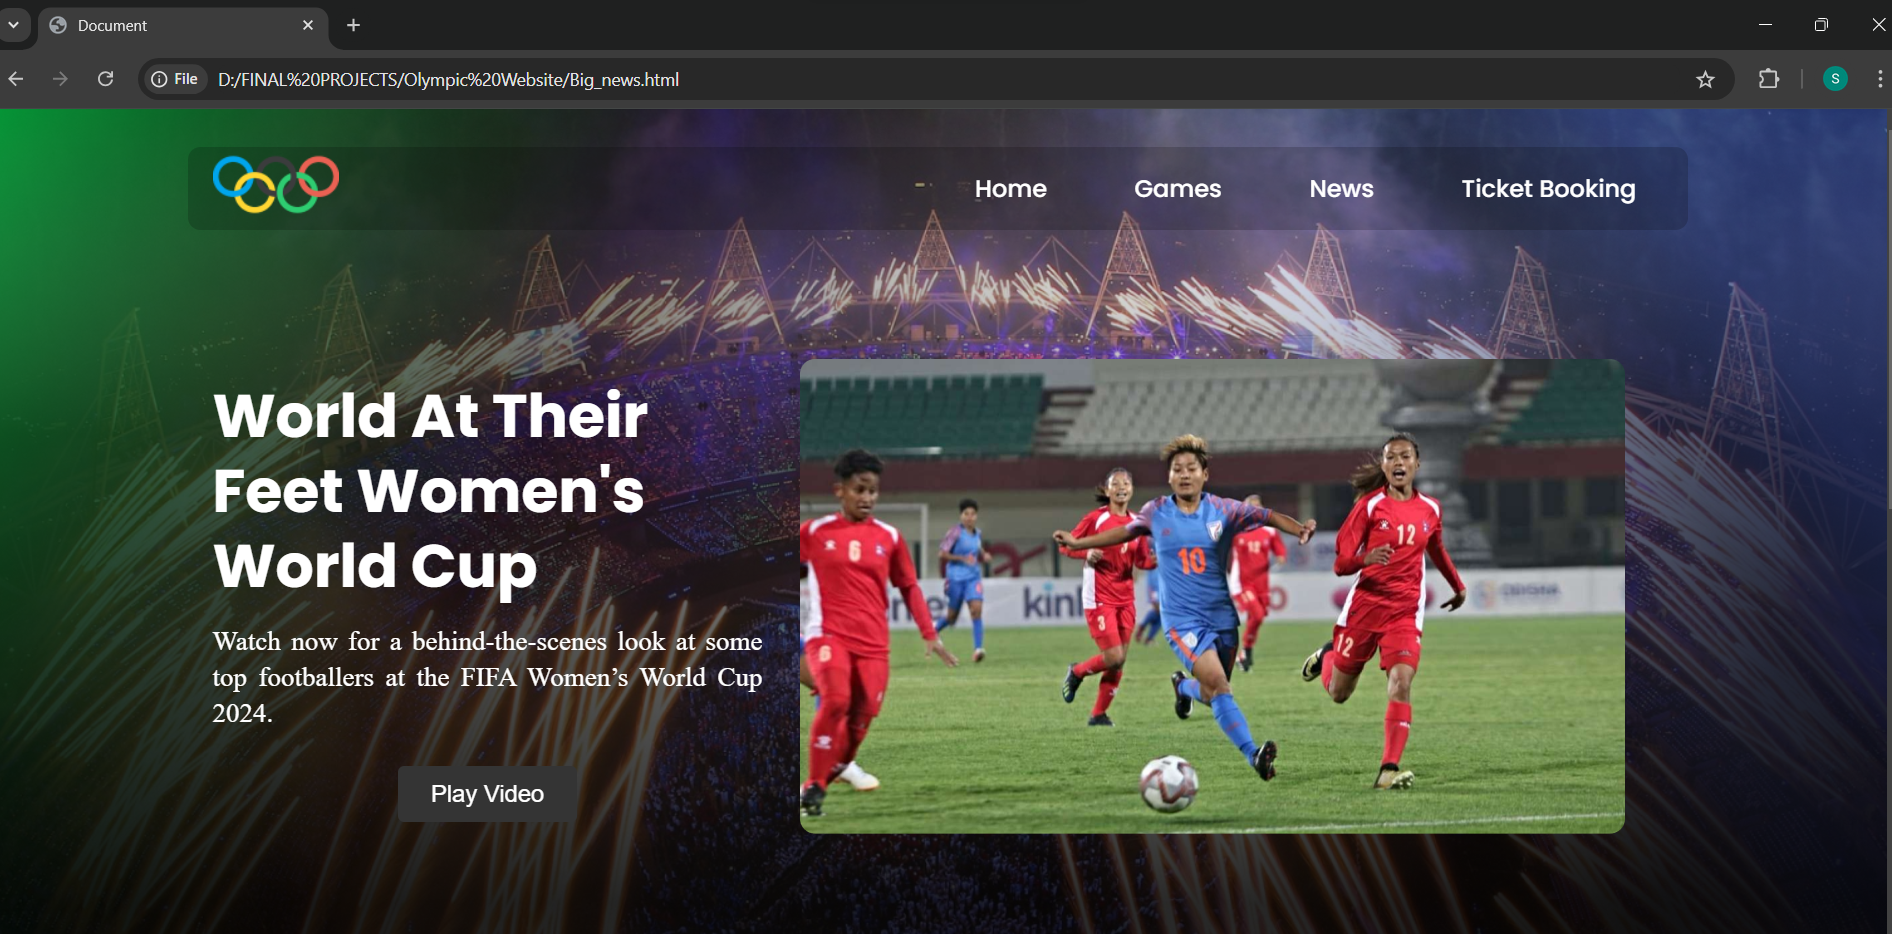 Document
File D:/FINAL%20PROJECTS/Olympic%20Website/Big_news.html
S
Home Games News Ticket Booking
World At Their
Feet Women's
World Cup
Watch now for a behind-the-scenes look at some
top footballers at the FIFA Women’s World Cup
2024.
Play Video
6
6
3
10
12
12